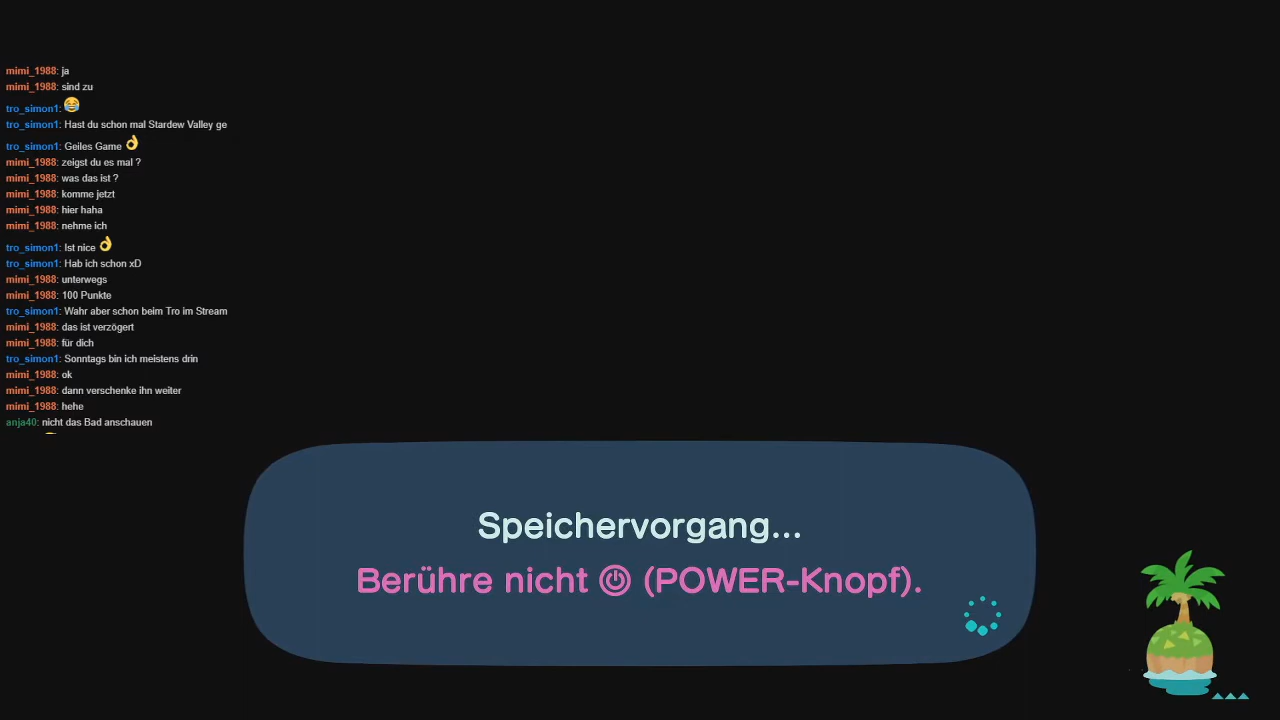 mimi_1988: ja
mimi_1988: sind zu
tro_simon1: 😂
tro_simon1: Hast du schon mal Stardew Valley ge
tro_simon1: Geiles Game 👌
mimi_1988: zeigst du es mal ?
mimi_1988: was das ist ?
mimi_1988: komme jetzt
mimi_1988: hier haha
mimi_1988: nehme ich
tro_simon1: Ist nice 👌
tro_simon1: Hab ich schon xD
mimi_1988: unterwegs
mimi_1988: 100 Punkte
tro_simon1: Wahr aber schon beim Tro im Stream
mimi_1988: das ist verzögert
mimi_1988: für dich
tro_simon1: Sonntags bin ich meistens drin
mimi_1988: ok
mimi_1988: dann verschenke ihn weiter
mimi_1988: hehe
anja40: nicht das Bad anschauen
Speichervorgang...
Berühre nicht ⏻ (POWER-Knopf).